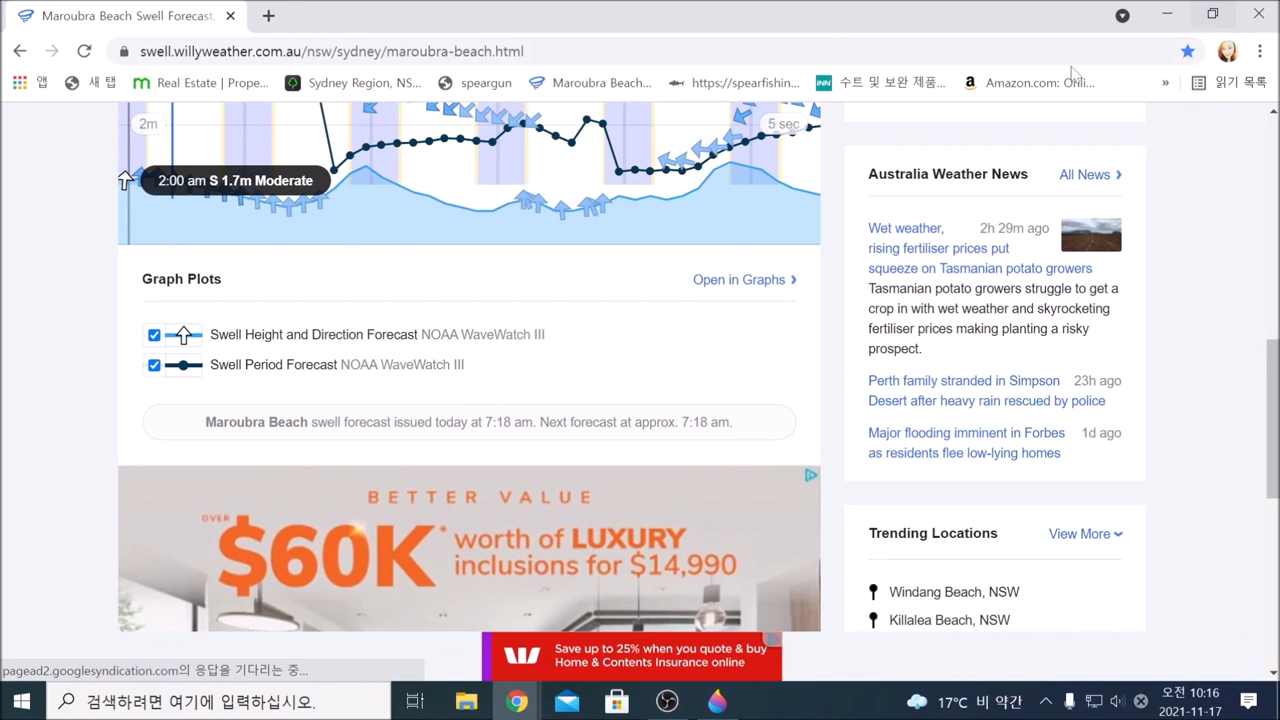 Maroubra Beach Swell Forecast.
swell.willyweather.com.au/nsw/sydney/maroubra-beach.html
앱
새 탭
Real Estate | Prope...
Sydney Region, NS...
speargun
Maroubra Beach...
https://spearfishin...
INN
수트 및 보완 제품...
Amazon.com: Onli...
»
읽기 목록
2m
5 sec
2:00 am S 1.7m Moderate
Graph Plots
Open in Graphs
Swell Height and Direction Forecast NOAA WaveWatch III
Swell Period Forecast NOAA WaveWatch III
Maroubra Beach swell forecast issued today at 7:18 am. Next forecast at approx. 7:18 am.
BETTER VALUE
OVER
$60K*
worth of LUXURY
inclusions for $14,990
Australia Weather News
All News
Wet weather, 2h 29m ago
rising fertiliser prices put
squeeze on Tasmanian potato growers
Tasmanian potato growers struggle to get a
crop in with wet weather and skyrocketing
fertiliser prices making planting a risky
prospect.
Perth family stranded in Simpson 23h ago
Desert after heavy rain rescued by police
Major flooding imminent in Forbes 1d ago
as residents flee low-lying homes
Trending Locations
View More
Windang Beach, NSW
Killalea Beach, NSW
Save up to 25% when you quote & buy
Home & Contents Insurance online
pagead2.googlesyndication.com의 응답을 기다리는 중...
검색하려면 여기에 입력하십시오.
17°C 비 약간
오전 10:16
2021-11-17